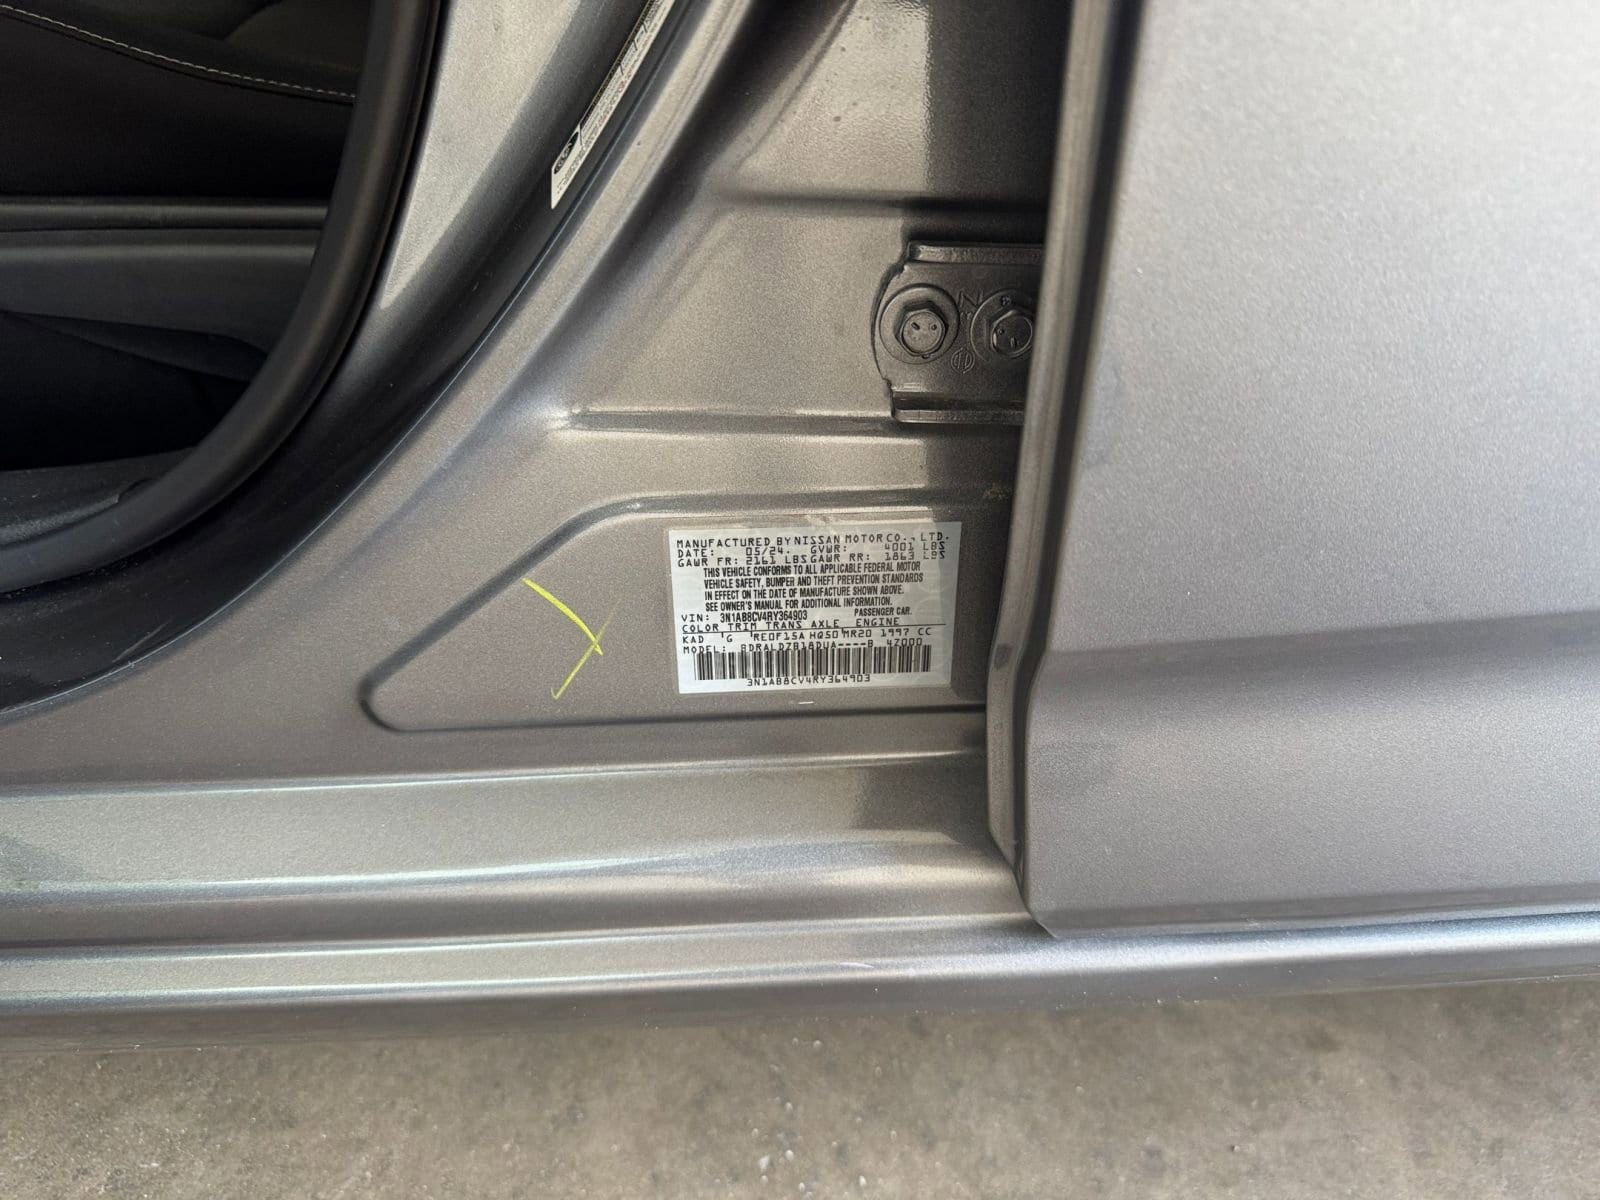 MANUFACTURED BY NISSAN MOTOR CO., LTD.
DATE: 05/24. GVWR: 4001 LBS
GAWR FR: 2161 LBS GAWR RR: 1863 LBS
THIS VEHICLE CONFORMS TO ALL APPLICABLE FEDERAL MOTOR
VEHICLE SAFETY, BUMPER AND THEFT PREVENTION STANDARDS
IN EFFECT ON THE DATE OF MANUFACTURE SHOWN ABOVE.
SEE OWNER'S MANUAL FOR ADDITIONAL INFORMATION.
VIN: 3N1AB8CV4RY364903 PASSENGER CAR.
COLOR TRIM TRANS AXLE ENGINE
KAD G RE0F15A HQ50 MR20 1997 CC
MODEL: BDRALDZB18DUA----B 4Z000
3N1AB8CV4RY364903